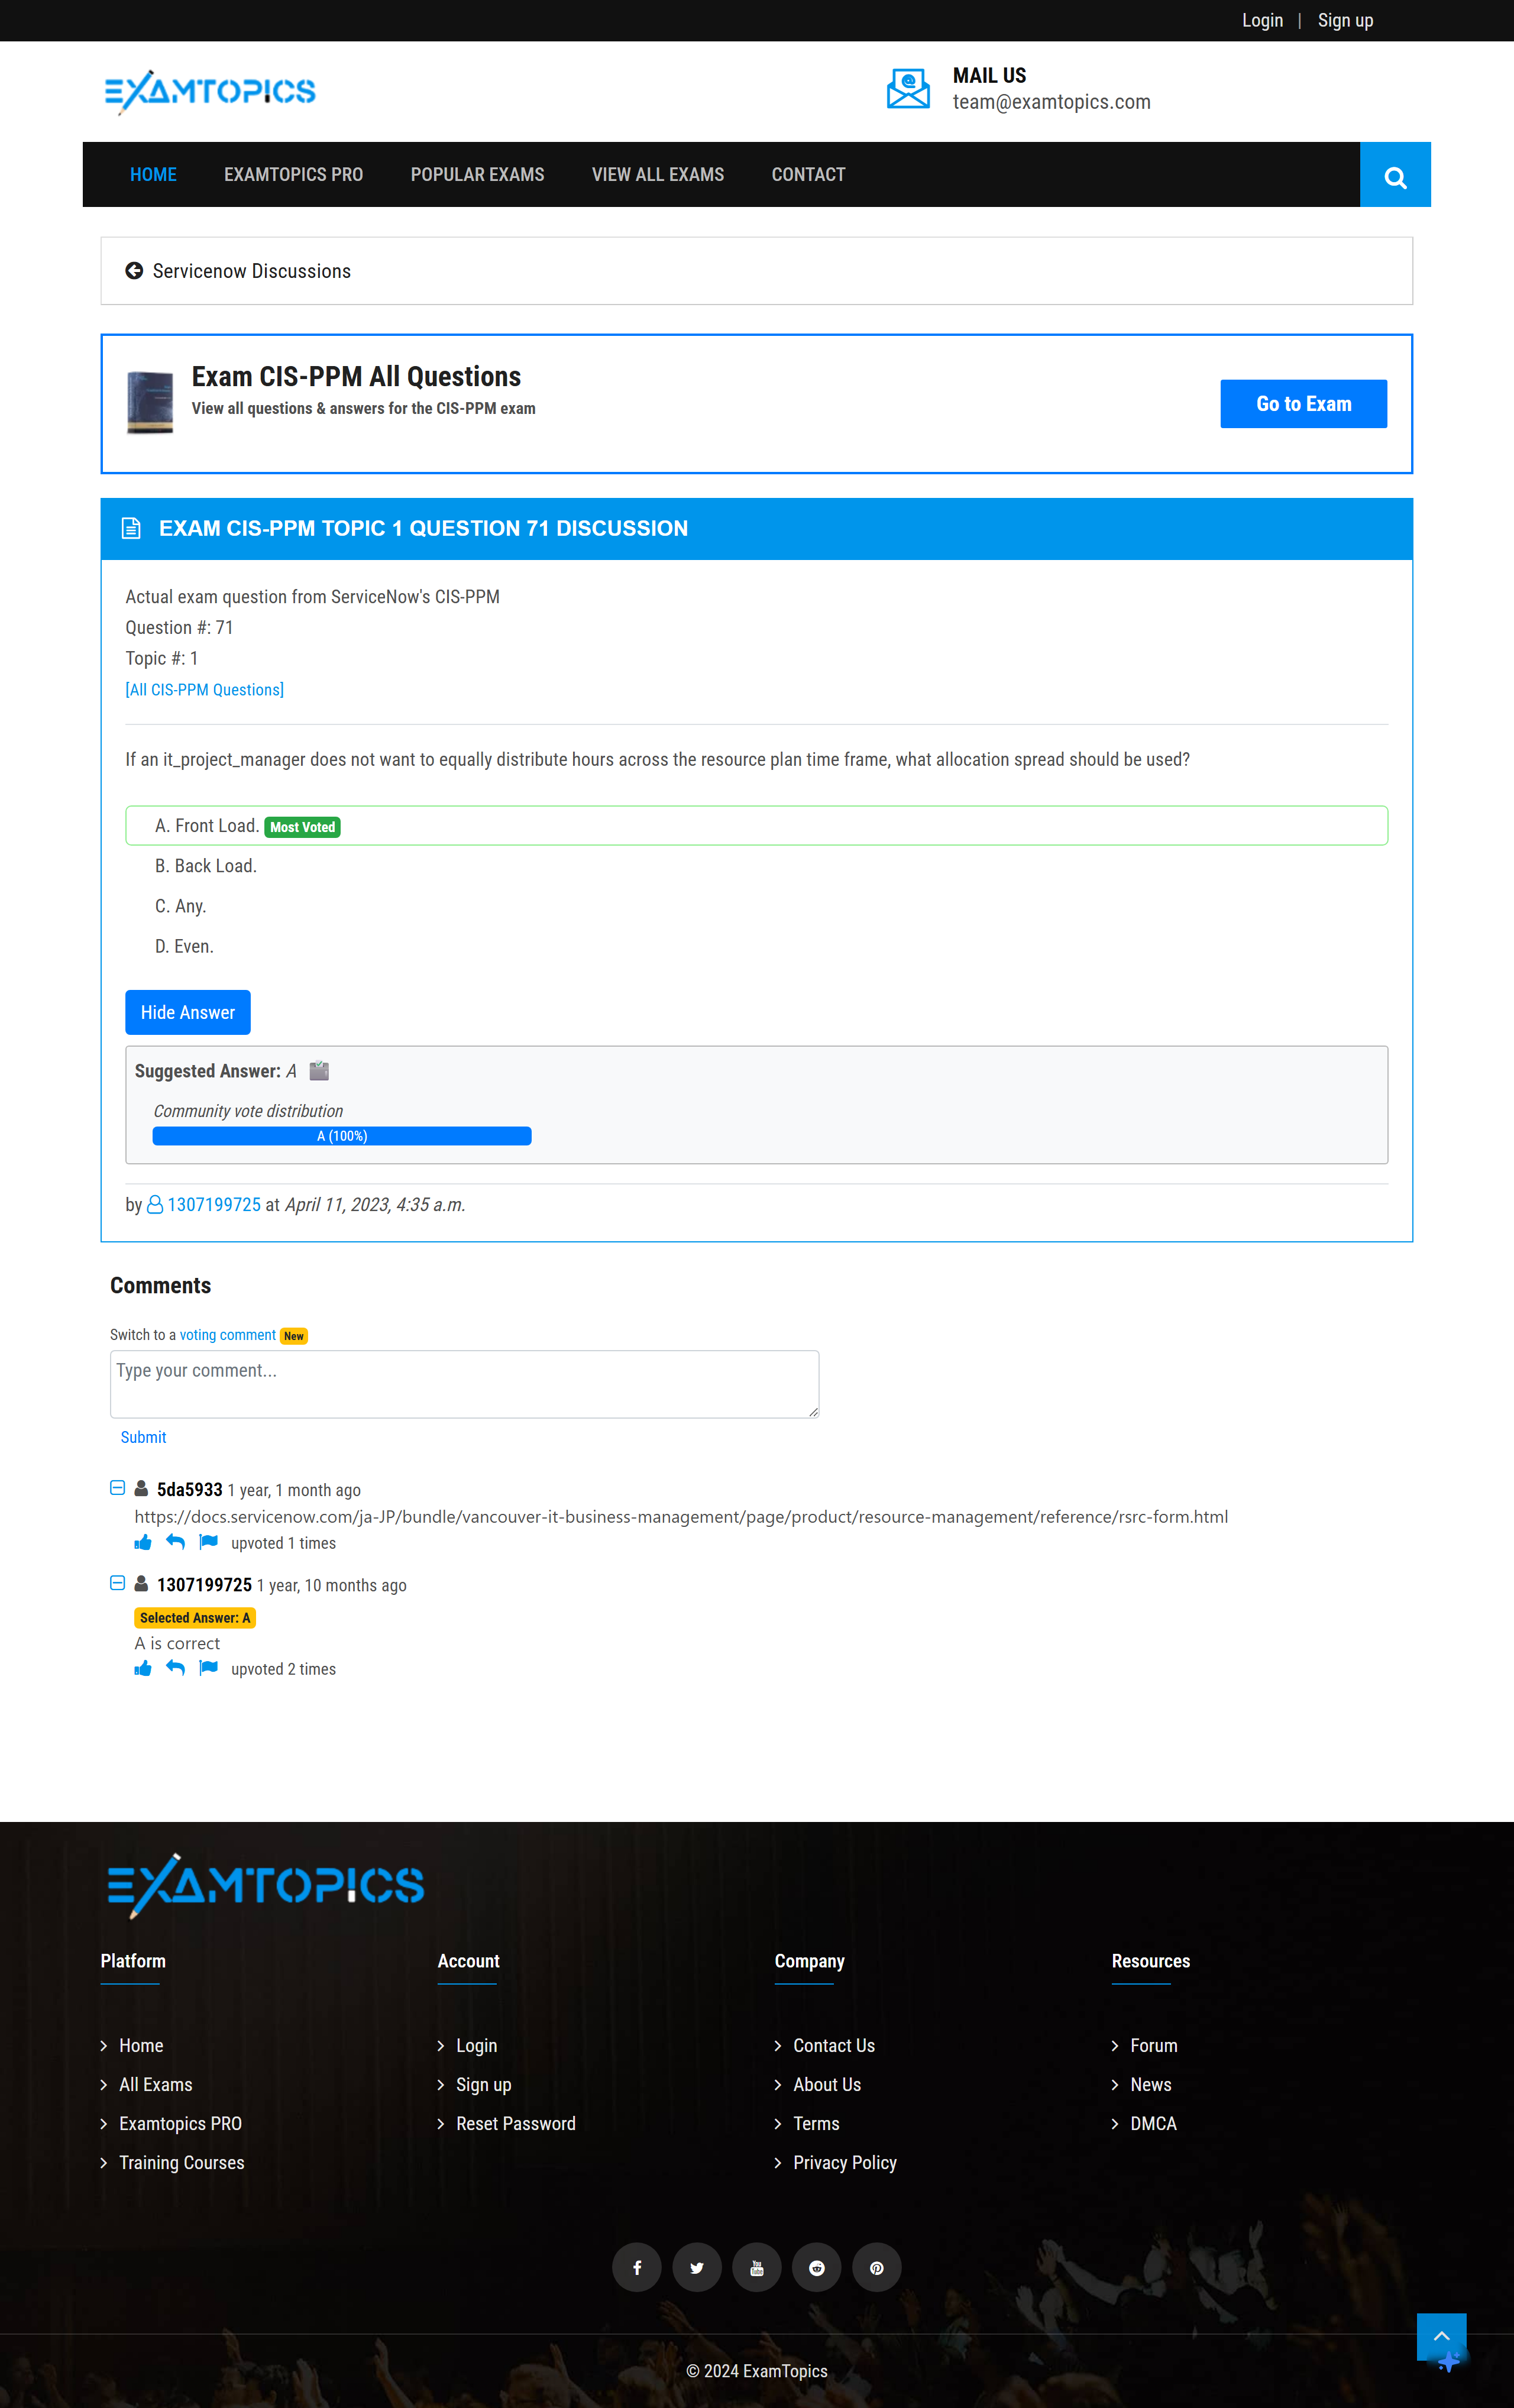 Login | Sign up
EXAMTOPICS
MAIL US
team@examtopics.com
HOME EXAMTOPICS PRO POPULAR EXAMS VIEW ALL EXAMS CONTACT
Servicenow Discussions
Exam CIS-PPM All Questions
View all questions & answers for the CIS-PPM exam
Go to Exam
EXAM CIS-PPM TOPIC 1 QUESTION 71 DISCUSSION
Actual exam question from ServiceNow's CIS-PPM
Question #: 71
Topic #: 1
[All CIS-PPM Questions]
If an it_project_manager does not want to equally distribute hours across the resource plan time frame, what allocation spread should be used?
A. Front Load. Most Voted
B. Back Load.
C. Any.
D. Even.
Hide Answer
Suggested Answer: A
Community vote distribution
A (100%)
by 1307199725 at April 11, 2023, 4:35 a.m.
Comments
Switch to a voting comment New
Type your comment...
Submit
5da5933 1 year, 1 month ago
https://docs.servicenow.com/ja-JP/bundle/vancouver-it-business-management/page/product/resource-management/reference/rsrc-form.html
upvoted 1 times
1307199725 1 year, 10 months ago
Selected Answer: A
A is correct
upvoted 2 times
EXAMTOPICS
Platform Account Company Resources
Home Login Contact Us Forum
All Exams Sign up About Us News
Examtopics PRO Reset Password Terms DMCA
Training Courses Privacy Policy
© 2024 ExamTopics